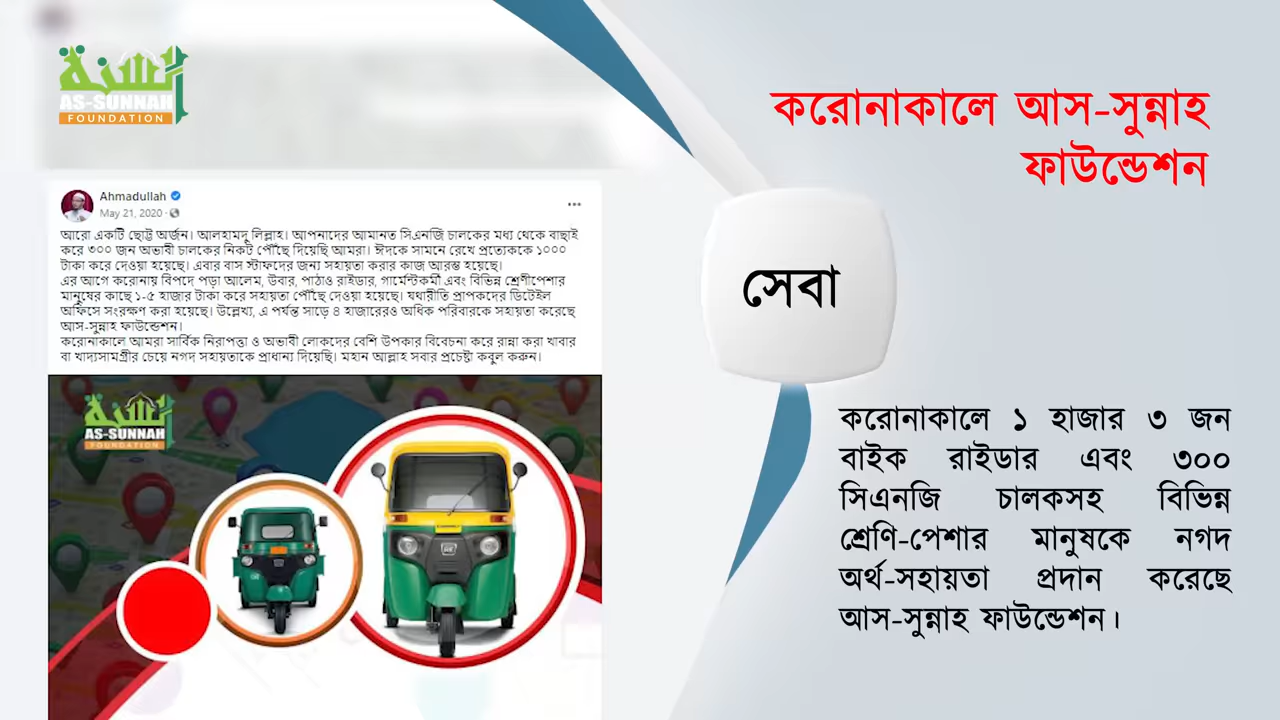 السنة
AS-SUNNAH
FOUNDATION
Ahmadullah
May 21, 2020
আরো একটি ছোট্ট অর্জন। আলহামদু লিল্লাহ। আপনাদের আমানত সিএনজি চালকের মধ্য থেকে বাছাই
করে ৩০০ জন অভাবী চালকের নিকট পৌঁছে দিয়েছি আমরা। ঈদকে সামনে রেখে প্রত্যেককে ১০০০
টাকা করে দেওয়া হয়েছে। এবার বাস স্টাফদের জন্য সহায়তা করার কাজ আরম্ভ হয়েছে।
এর আগে করোনায় বিপদে পড়া আলেম, উবার, পাঠাও রাইডার, গার্মেন্টকর্মী এবং বিভিন্ন শ্রেণীপেশার
মানুষের কাছে ১-৫ হাজার টাকা করে সহায়তা পৌঁছে দেওয়া হয়েছে। যথারীতি প্রাপকদের ডিটেইল
অফিসে সংরক্ষণ করা হয়েছে। উল্লেখ্য, এ পর্যন্ত সাড়ে ৪ হাজারেরও অধিক পরিবারকে সহায়তা করেছে
আস-সুন্নাহ ফাউন্ডেশন।
করোনাকালে আমরা সার্বিক নিরাপত্তা ও অভাবী লোকদের বেশি উপকার বিবেচনা করে রান্না করা খাবার
বা খাদ্যসামগ্রীর চেয়ে নগদ সহায়তাকে প্রাধান্য দিয়েছি। মহান আল্লাহ সবার প্রচেষ্টা কবুল করুন।
السنة
AS-SUNNAH
FOUNDATION
করোনাকালে আস-সুন্নাহ
ফাউন্ডেশন
সেবা
করোনাকালে ১ হাজার ৩ জন
বাইক রাইডার এবং ৩০০
সিএনজি চালকসহ বিভিন্ন
শ্রেণি-পেশার মানুষকে নগদ
অর্থ-সহায়তা প্রদান করেছে
আস-সুন্নাহ ফাউন্ডেশন।